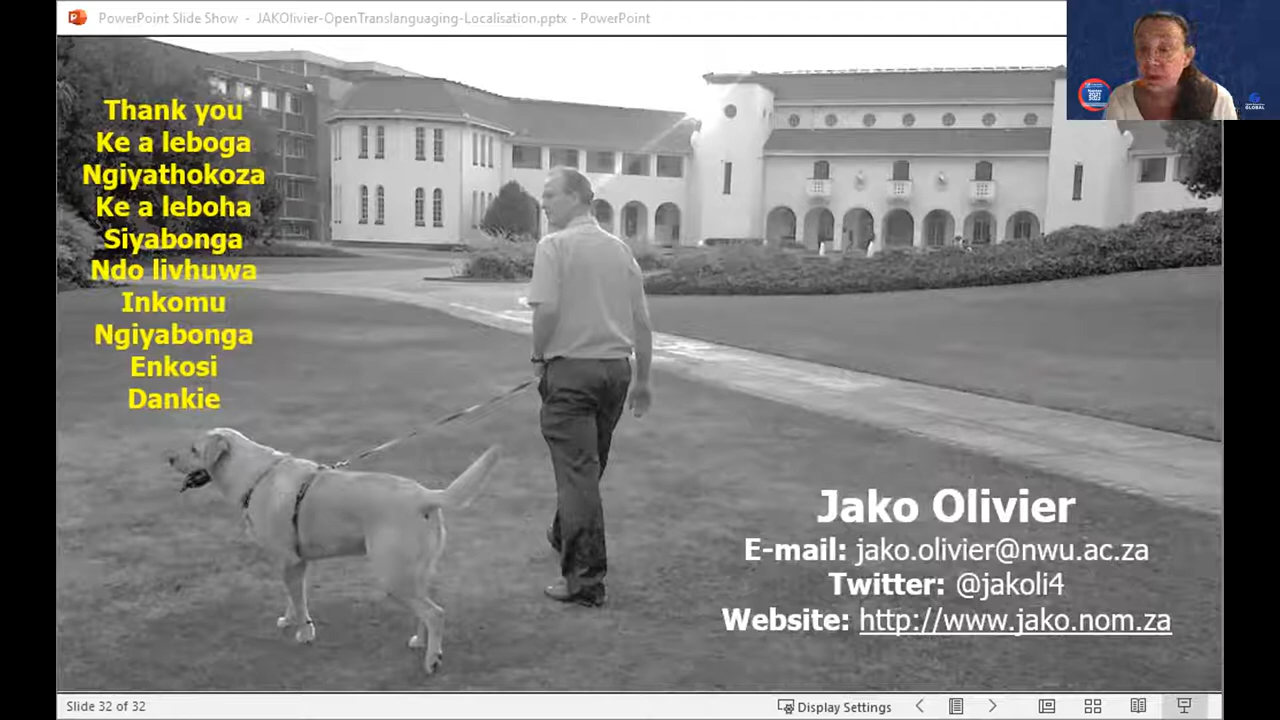 PowerPoint Slide Show - JAKOlivier-OpenTranslanguaging-Localisation.pptx - PowerPoint
Thank you
Ke a leboga
Ngiyathokoza
Ke a leboha
Siyabonga
Ndo livhuwa
Inkomu
Ngiyabonga
Enkosi
Dankie
Jako Olivier
E-mail: jako.olivier@nwu.ac.za
Twitter: @jakoli4
Website: http://www.jako.nom.za
Slide 32 of 32
Display Settings